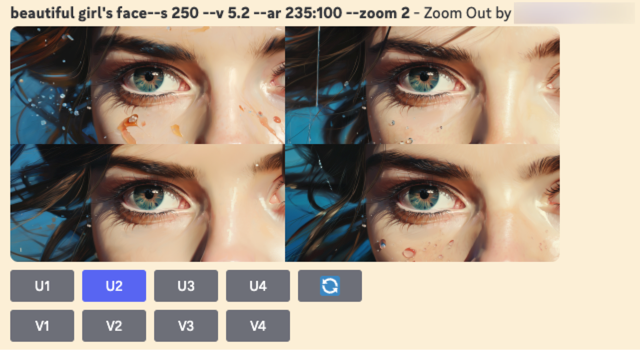 beautiful girl's face--s 250 --v 5.2 --ar 235:100 --zoom 2 - Zoom Out by
U1 U2 U3 U4
V1 V2 V3 V4